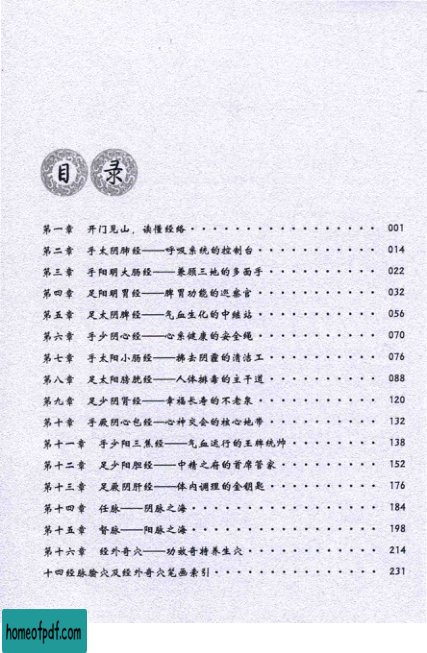 目录
第一章 开门见山，读懂经络 · · · · · · · · · · · · · · · · · 001
第二章 手太阴肺经——呼吸系统的控制台 · · · · · · · · · · · 014
第三章 手阳明大肠经——兼顾三地的多面手 · · · · · · · · · · 022
第四章 足阳明胃经——脾胃功能的巡察官 · · · · · · · · · · · 032
第五章 足太阴脾经——气血生化的中继站 · · · · · · · · · · · 056
第六章 手少阴心经——心系健康的安全绳 · · · · · · · · · · · 070
第七章 手太阳小肠经——拂去阴霾的清洁工 · · · · · · · · · · 076
第八章 足太阳膀胱经——人体排毒的主干道 · · · · · · · · · · 088
第九章 足少阴肾经——幸福长寿的不老泉 · · · · · · · · · · · 120
第十章 手厥阴心包经——心神交会的核心地带 · · · · · · · · · · 132
第十一章 手少阳三焦经——气血运行的王牌统帅 · · · · · · · · 138
第十二章 足少阳胆经——中精之府的首席管家 · · · · · · · · · 152
第十三章 足厥阴肝经——体内调理的金钥匙 · · · · · · · · · · 176
第十四章 任脉——阴脉之海 · · · · · · · · · · · · · · · · · 184
第十五章 督脉——阳脉之海 · · · · · · · · · · · · · · · · · 198
第十六章 经外奇穴——功效奇特养生穴 · · · · · · · · · · · · 214
十四经脉腧穴及经外奇穴笔画索引 · · · · · · · · · · · · · · · 231
homeofpdf.com